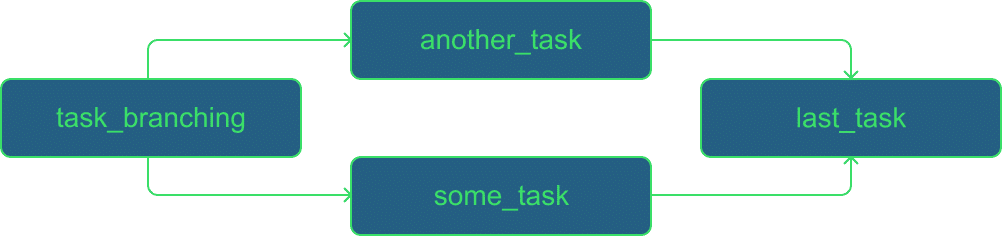 another_task
task_branching
last_task
some_task